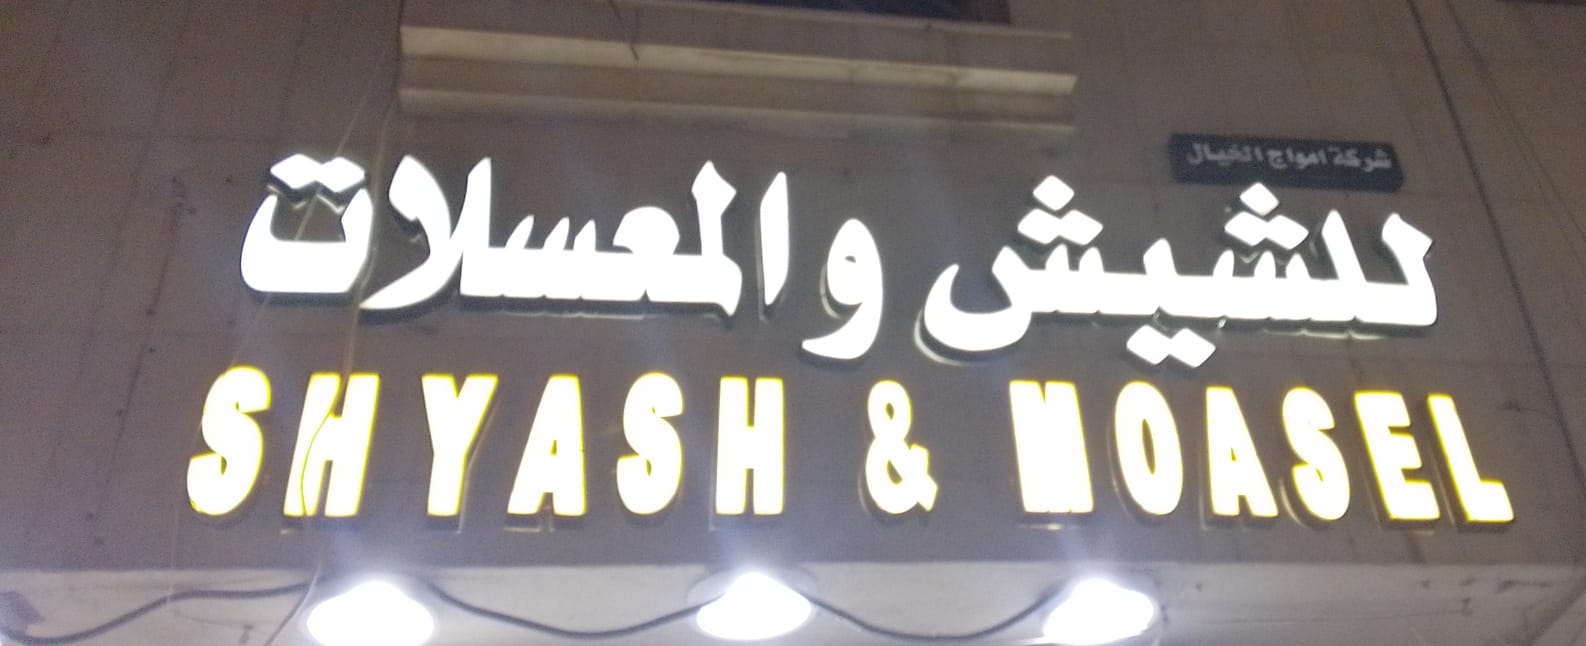 شركة امواج الخيال
للشيش والمعسلات
SHYASH & MOASEL